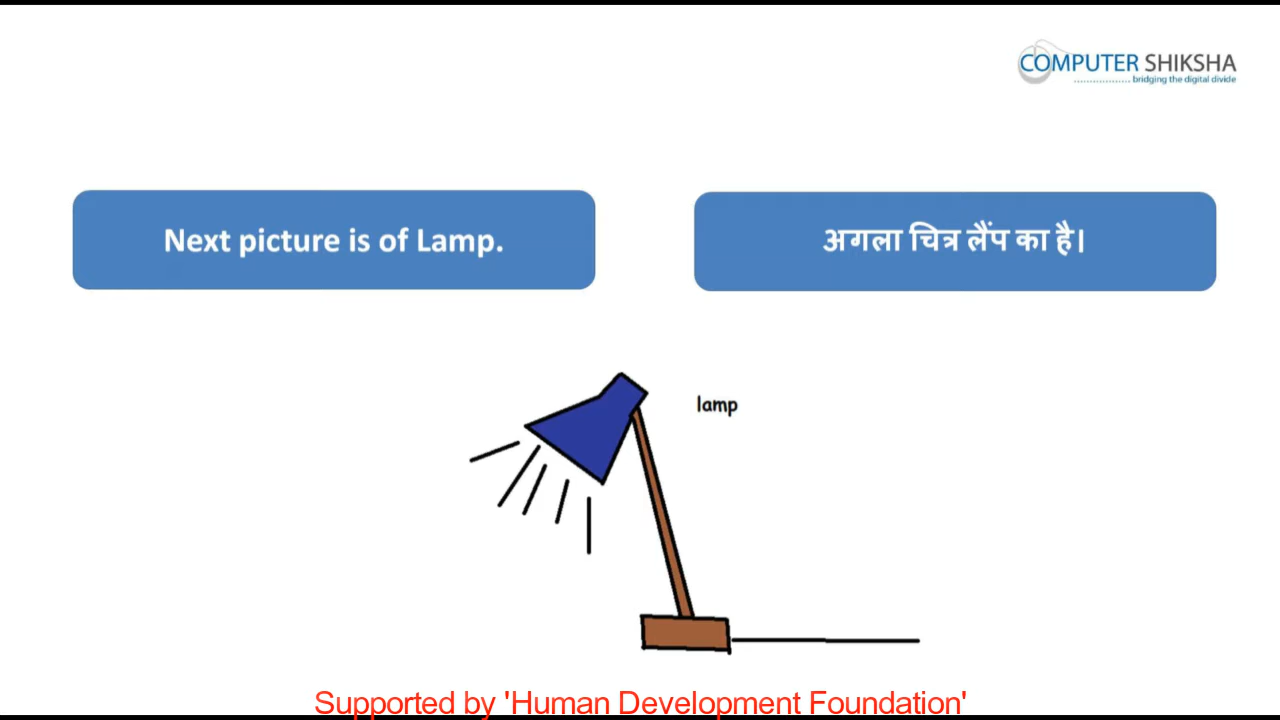 COMPUTER SHIKSHA
bridging the digital divide
Next picture is of Lamp.
अगला चित्र लैंप का है।
lamp
Supported by 'Human Development Foundation'